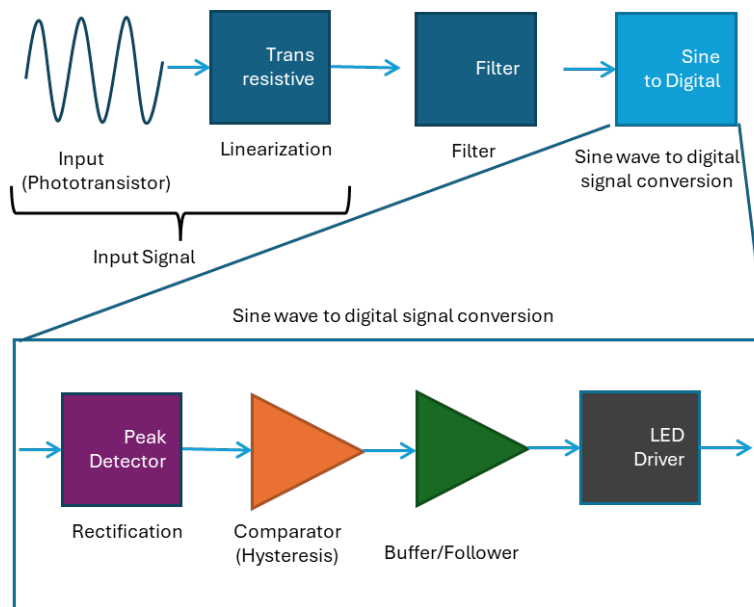 Trans
resistive
Filter
Sine
to Digital
Input
(Phototransistor)
Linearization
Filter
Sine wave to digital
signal conversion
Input Signal
Sine wave to digital signal conversion
Peak
Detector
LED
Driver
Rectification
Comparator
(Hysteresis)
Buffer/Follower